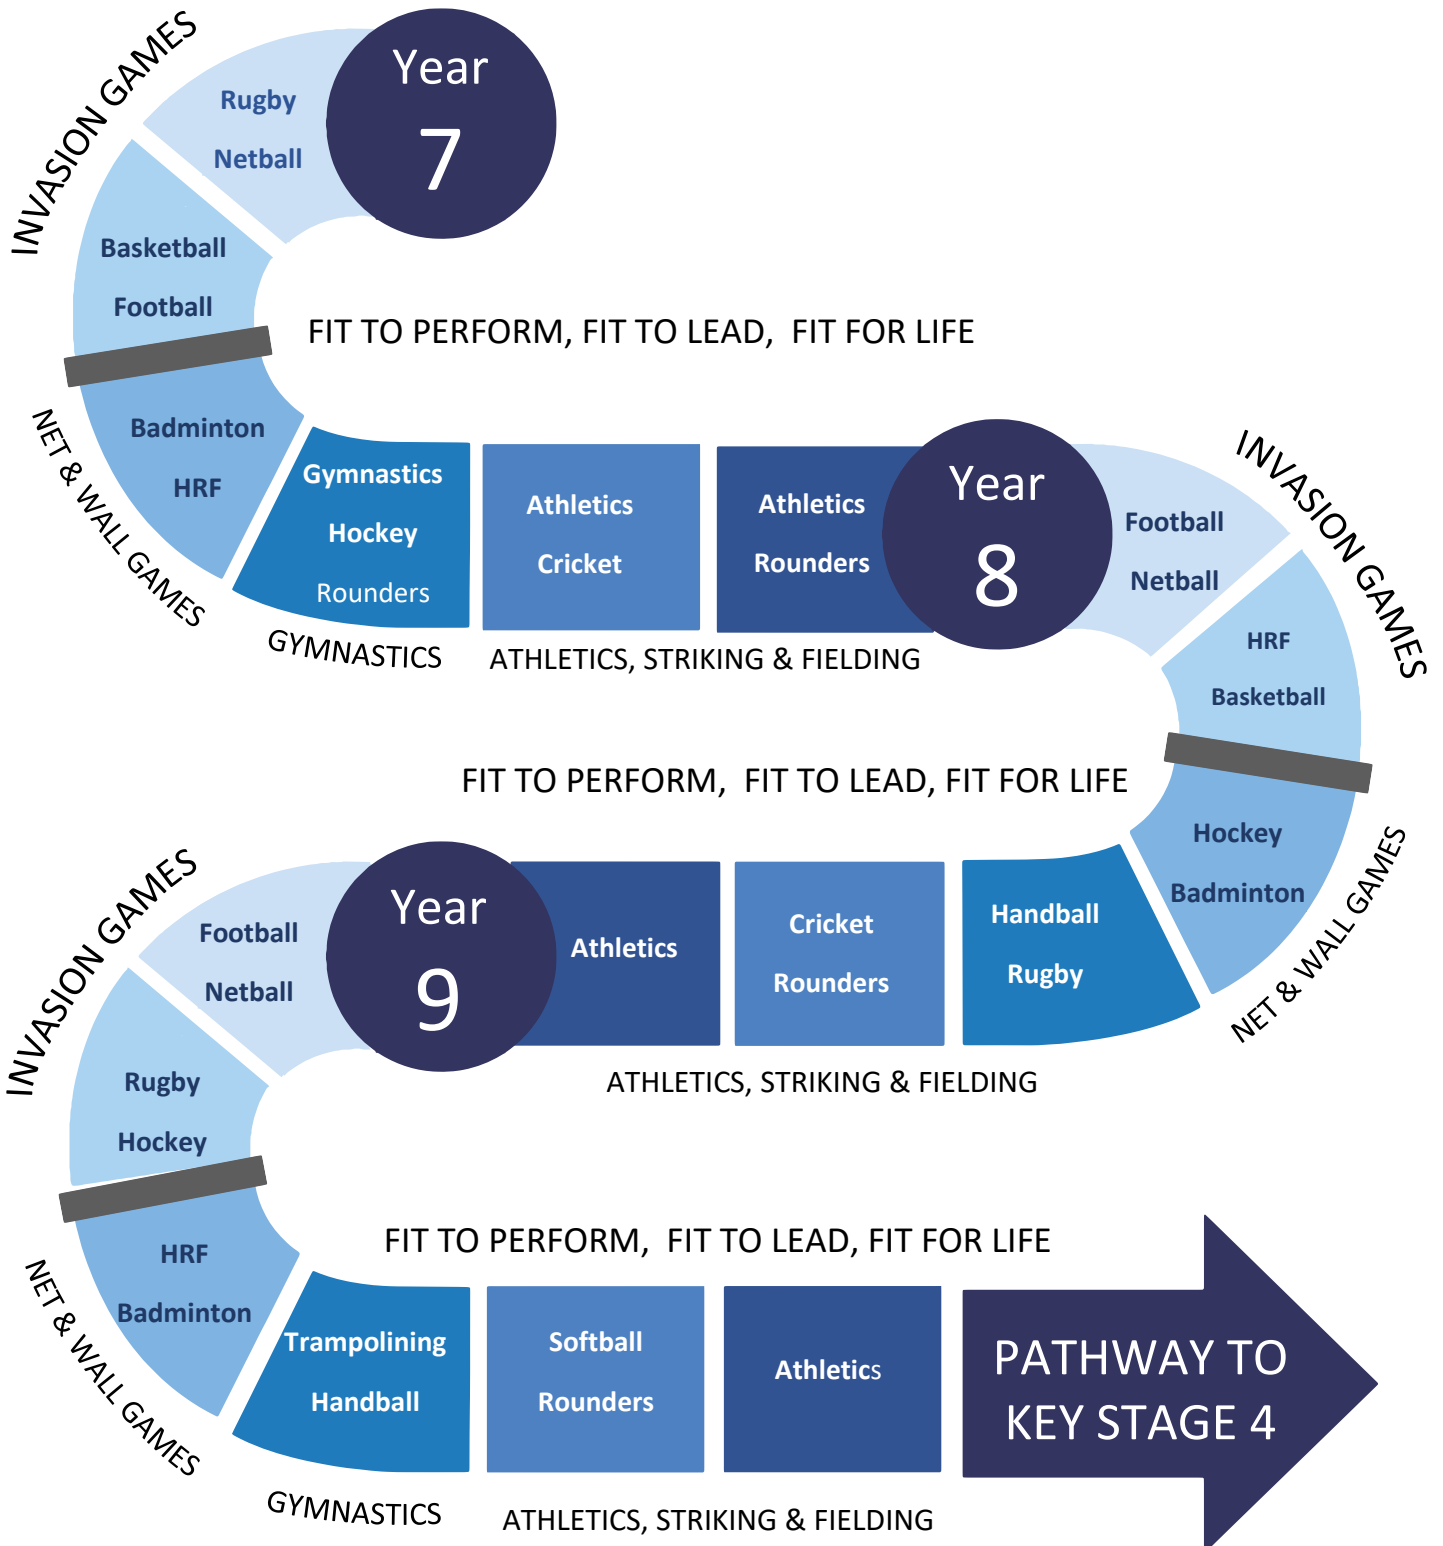 Year
7
INVASION GAMES
Rugby
Netball
Basketball
Football
FIT TO PERFORM, FIT TO LEAD, FIT FOR LIFE
NET & WALL GAMES
Badminton
HRF
Gymnastics
Hockey
Rounders
GYMNASTICS
Athletics
Cricket
Athletics
Rounders
ATHLETICS, STRIKING & FIELDING
Year
8
INVASION GAMES
Football
Netball
HRF
Basketball
FIT TO PERFORM, FIT TO LEAD, FIT FOR LIFE
NET & WALL GAMES
Hockey
Badminton
Handball
Rugby
Cricket
Rounders
Athletics
ATHLETICS, STRIKING & FIELDING
Year
9
INVASION GAMES
Football
Netball
Rugby
Hockey
FIT TO PERFORM, FIT TO LEAD, FIT FOR LIFE
NET & WALL GAMES
HRF
Badminton
Trampolining
Handball
GYMNASTICS
Softball
Rounders
Athletics
ATHLETICS, STRIKING & FIELDING
PATHWAY TO
KEY STAGE 4